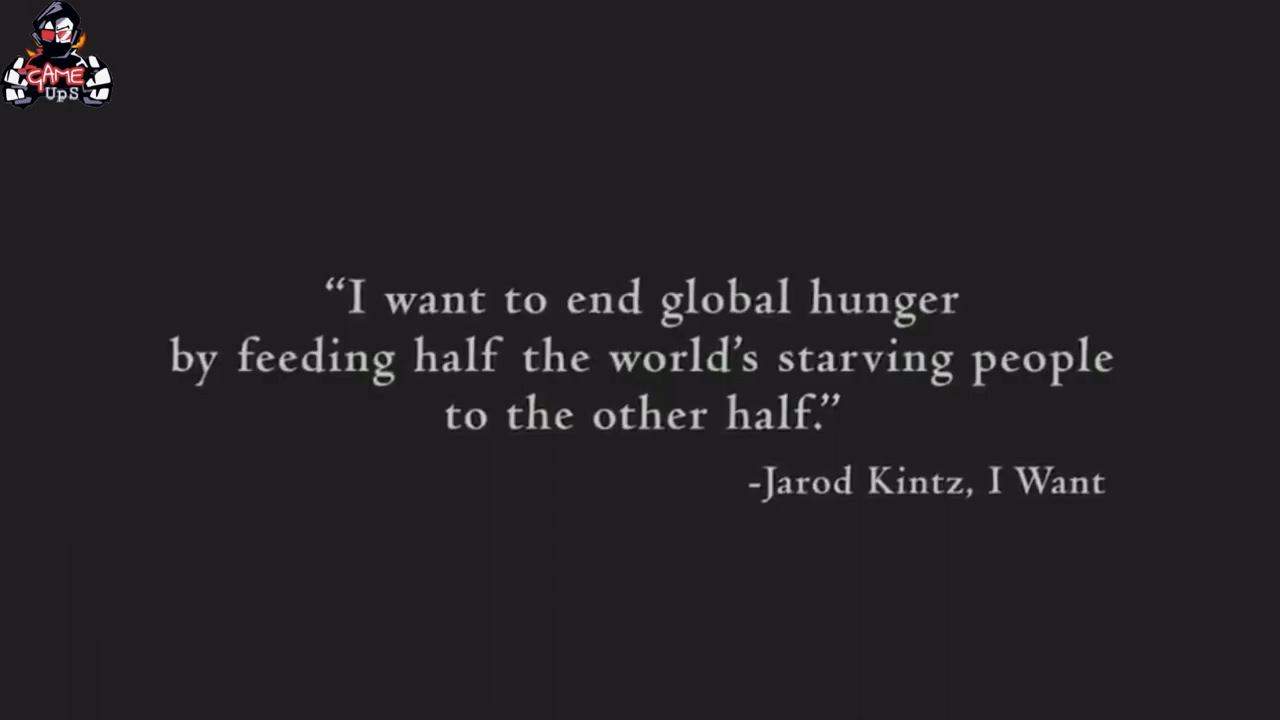 GAME
UpS
“I want to end global hunger
by feeding half the world’s starving people
to the other half.”
-Jarod Kintz, I Want